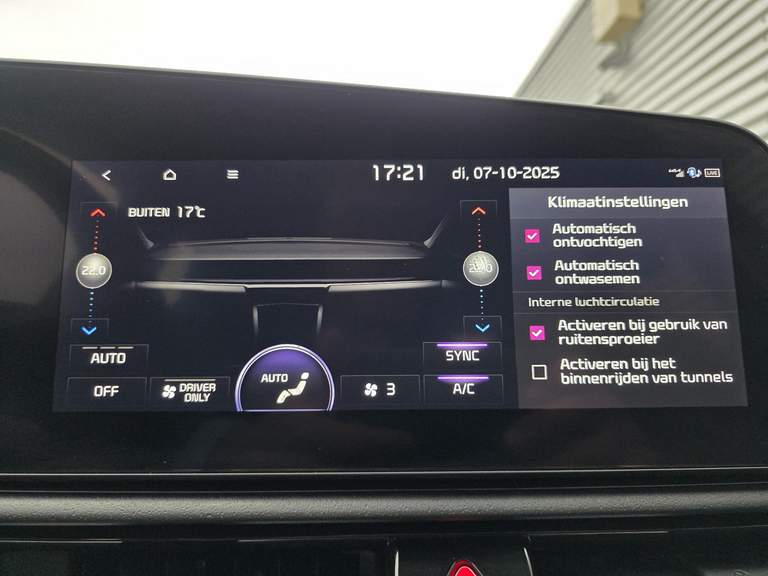 17:21 di, 07-10-2025 LIVE
BUITEN 17°C
22.0
AUTO
OFF
DRIVER
ONLY
AUTO
3
SYNC
A/C
Klimaatinstellingen
Automatisch
ontvochtigen
Automatisch
ontwasemen
Interne luchtcirculatie
Activeren bij gebruik van
ruitensproeier
Activeren bij het
binnenrijden van tunnels